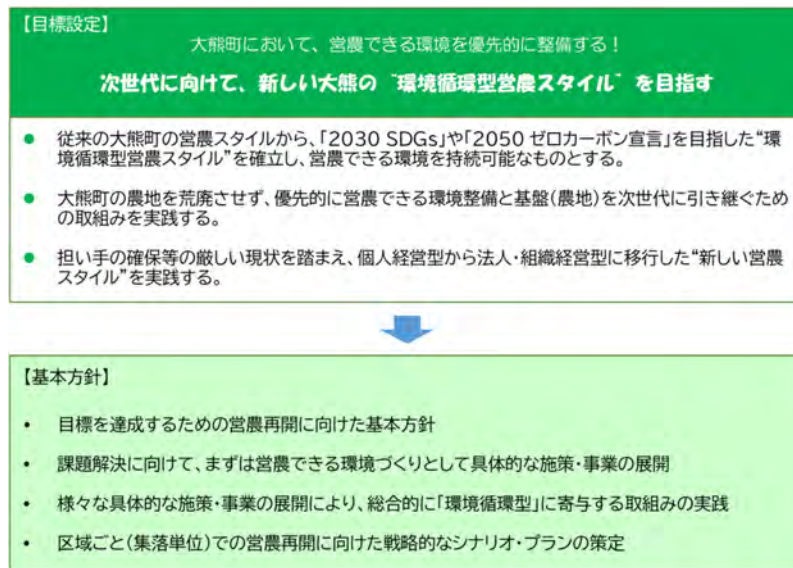 【目標設定】
大熊町において、営農できる環境を優先的に整備する！
次世代に向けて、新しい大熊の“環境循環型営農スタイル”を目指す
● 従来の大熊町の営農スタイルから、「2030 SDGs」や「2050 ゼロカーボン宣言」を目指した“環
境循環型営農スタイル”を確立し、営農できる環境を持続可能なものとする。
● 大熊町の農地を荒廃させず、優先的に営農できる環境整備と基盤(農地)を次世代に引き継ぐため
の取組みを実践する。
● 担い手の確保等の厳しい現状を踏まえ、個人経営型から法人・組織経営型に移行した“新しい営農
スタイル”を実践する。
【基本方針】
• 目標を達成するための営農再開に向けた基本方針
• 課題解決に向けて、まずは営農できる環境づくりとして具体的な施策・事業の展開
• 様々な具体的な施策・事業の展開により、総合的に「環境循環型」に寄与する取組みの実践
• 区域ごと(集落単位)での営農再開に向けた戦略的なシナリオ・プランの策定